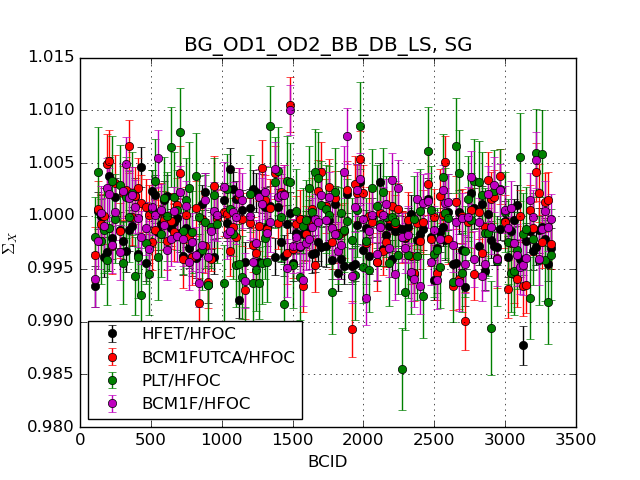 BG_OD1_OD2_BB_DB_LS, SG
1.015
1.010
1.005
1.000
0.995
0.990
0.985
0.980
Σ_X
HFET/HFOC
BCM1FUTCA/HFOC
PLT/HFOC
BCM1F/HFOC
0 500 1000 1500 2000 2500 3000 3500
BCID